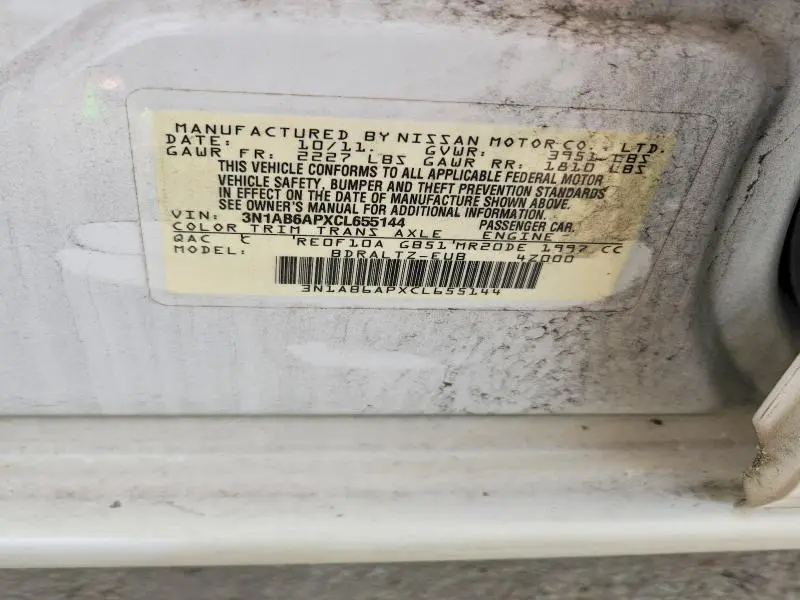 MANUFACTURED BY NISSAN MOTOR CO., LTD.
DATE: 10/11. GVWR: 3951 LBS
GAWR FR: 2227 LBS GAWR RR: 1810 LBS
THIS VEHICLE CONFORMS TO ALL APPLICABLE FEDERAL MOTOR
VEHICLE SAFETY, BUMPER AND THEFT PREVENTION STANDARDS
IN EFFECT ON THE DATE OF MANUFACTURE SHOWN ABOVE.
SEE OWNER'S MANUAL FOR ADDITIONAL INFORMATION.
VIN: 3N1AB6APXCL655144 PASSENGER CAR.
COLOR TRIM TRANS AXLE ENGINE
QAC RE0F10A GB51 MR20DE 1997 CC
BDRALTZ-EUB 4Z000
3N1AB6APXCL655144